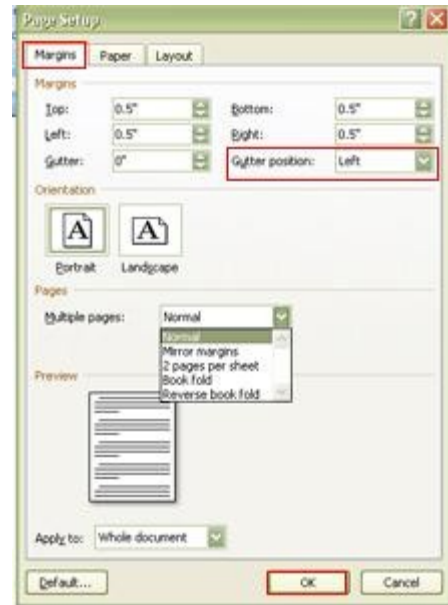 Page Setup
Margins Paper Layout
Margins
Top: 0.5" Bottom: 0.5"
Left: 0.5" Right: 0.5"
Gutter: 0" Gutter position: Left
Orientation
Portrait Landscape
Pages
Multiple pages: Normal
Normal
Mirror margins
2 pages per sheet
Book fold
Reverse book fold
Preview
Apply to: Whole document
Default... OK Cancel